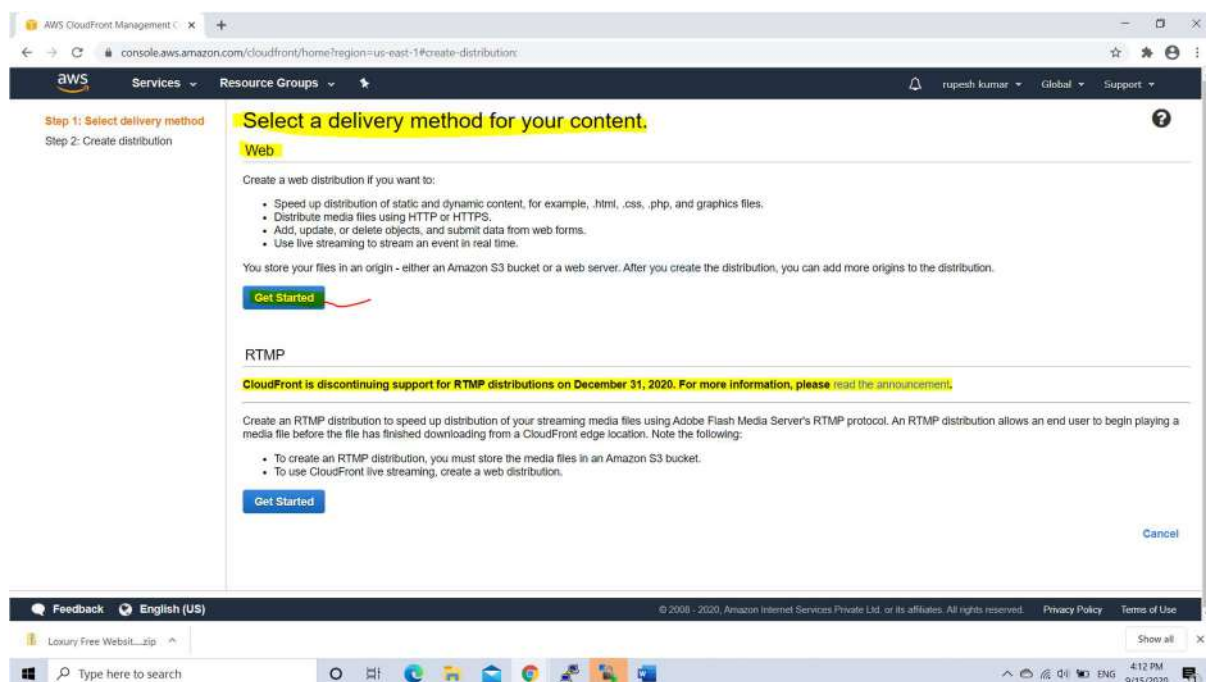 AWS CloudFront Management C
console.aws.amazon.com/cloudfront/home?region=us-east-1#create-distribution:
aws Services Resource Groups rupesh kumar Global Support
Step 1: Select delivery method
Step 2: Create distribution
Select a delivery method for your content.
Web
Create a web distribution if you want to:
• Speed up distribution of static and dynamic content, for example, .html, .css, .php, and graphics files.
• Distribute media files using HTTP or HTTPS.
• Add, update, or delete objects, and submit data from web forms.
• Use live streaming to stream an event in real time.
You store your files in an origin - either an Amazon S3 bucket or a web server. After you create the distribution, you can add more origins to the distribution.
Get Started
RTMP
CloudFront is discontinuing support for RTMP distributions on December 31, 2020. For more information, please read the announcement.
Create an RTMP distribution to speed up distribution of your streaming media files using Adobe Flash Media Server's RTMP protocol. An RTMP distribution allows an end user to begin playing a
media file before the file has finished downloading from a CloudFront edge location. Note the following:
• To create an RTMP distribution, you must store the media files in an Amazon S3 bucket.
• To use CloudFront live streaming, create a web distribution.
Get Started
Cancel
Feedback English (US) © 2008 - 2020, Amazon Internet Services Private Ltd. or its affiliates. All rights reserved. Privacy Policy Terms of Use
Loxury Free Websit....zip Show all
Type here to search ENG 4:12 PM
9/15/2020